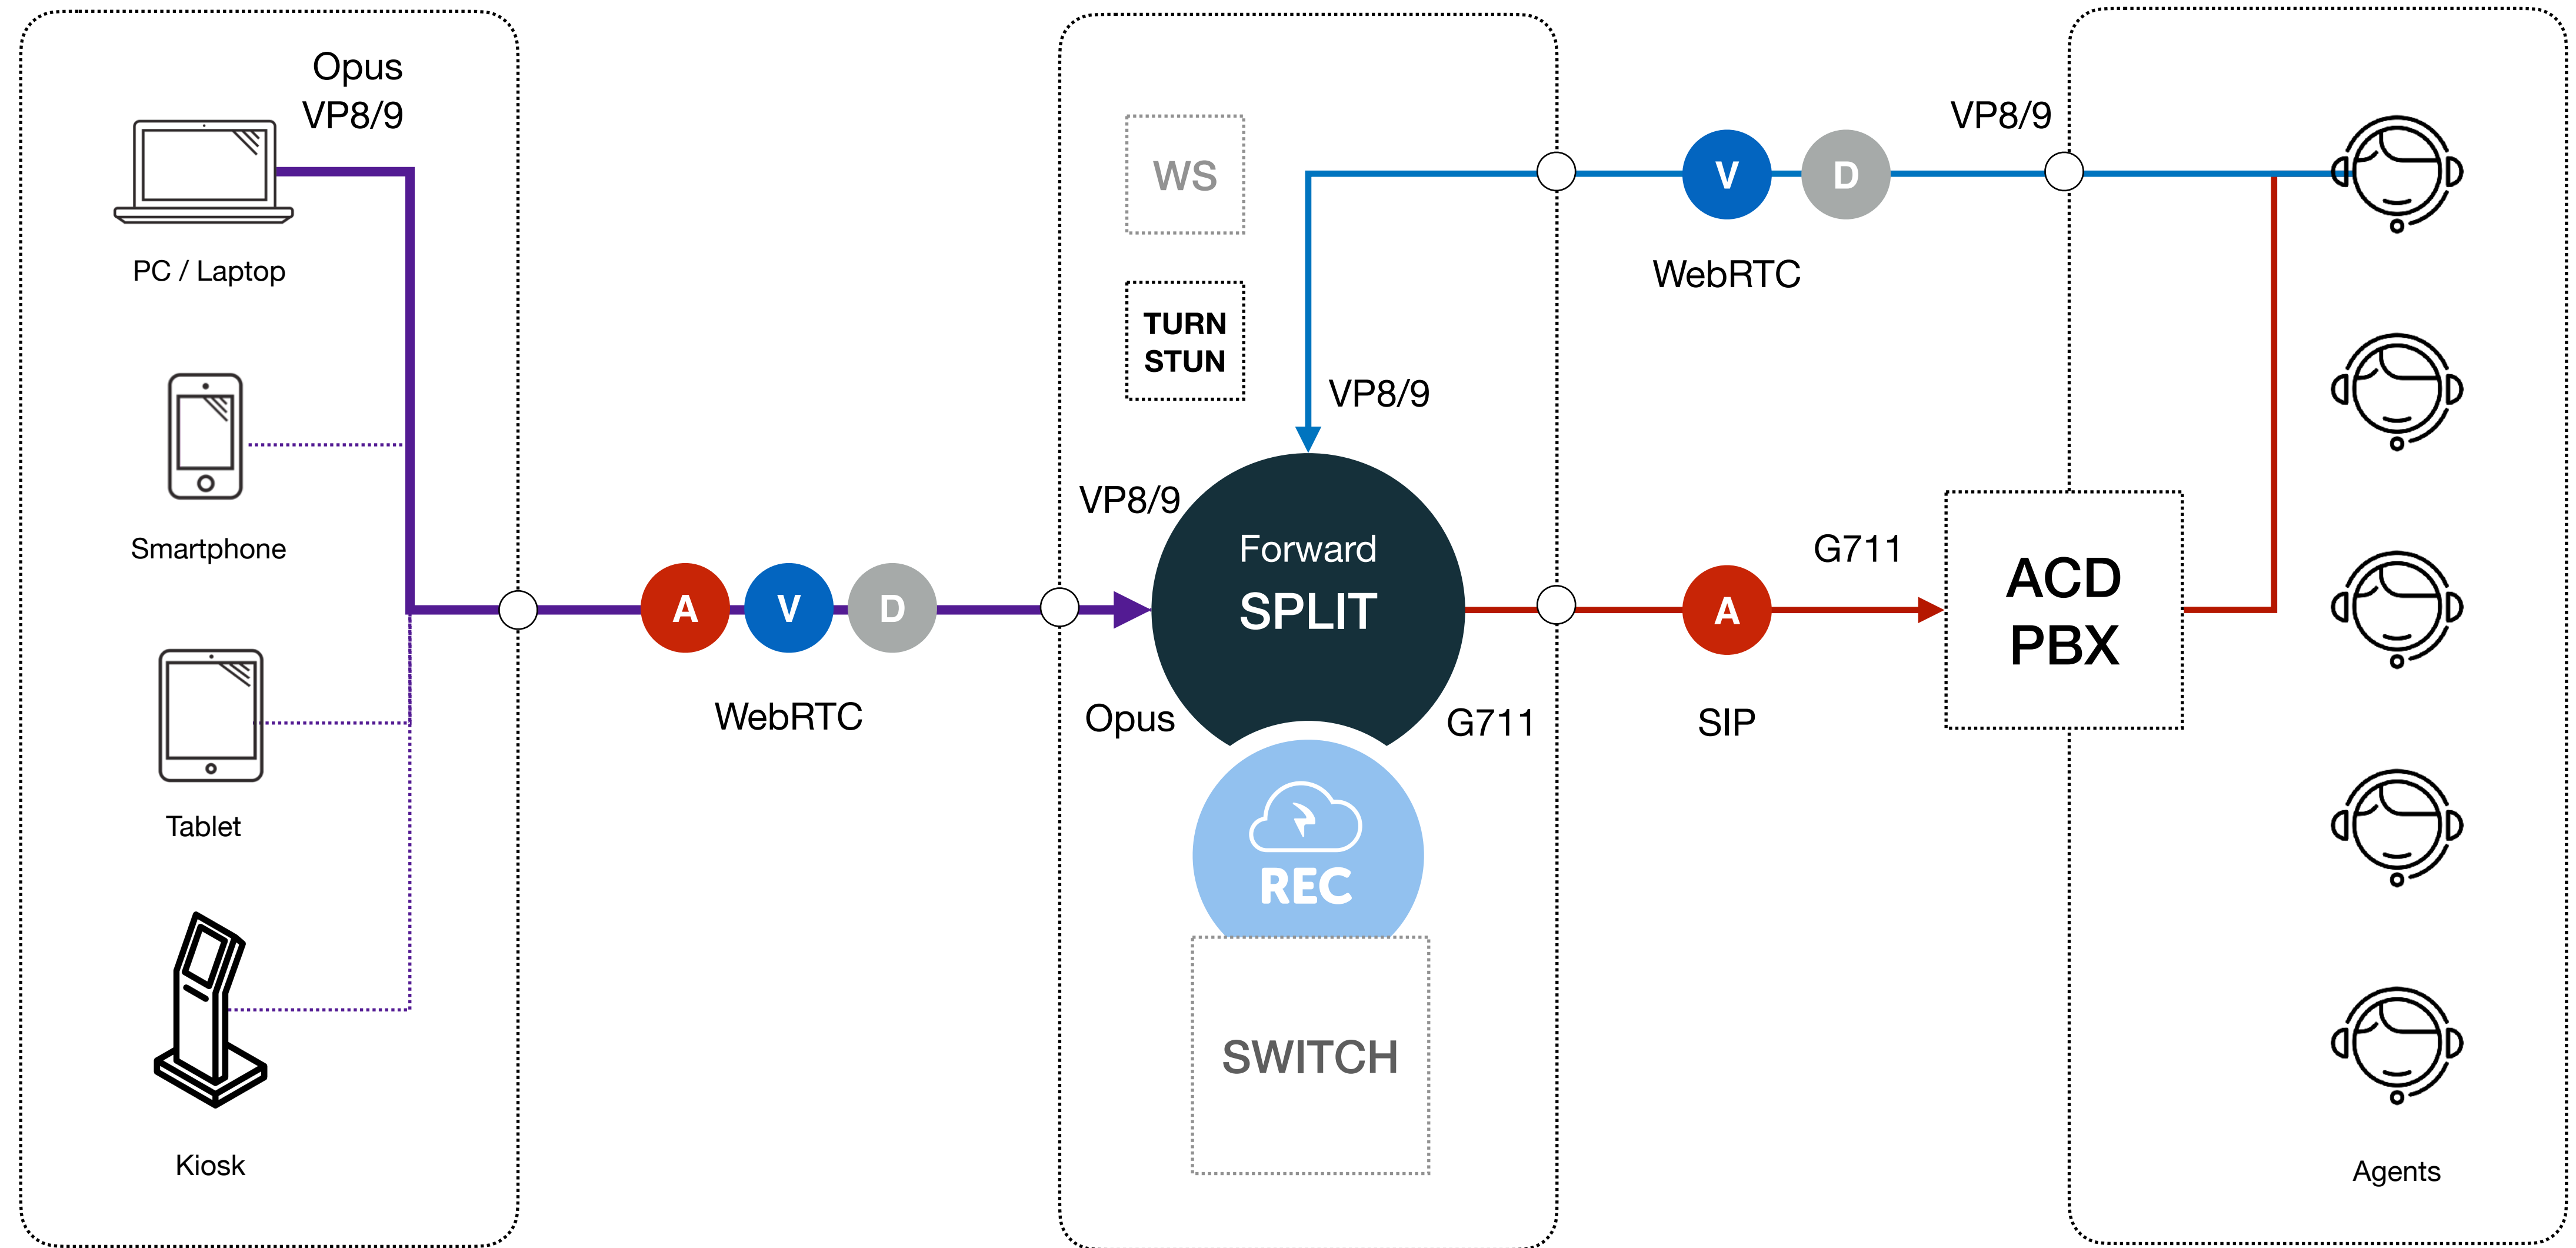 Opus
VP8/9
PC / Laptop
Smartphone
Tablet
Kiosk
A
V
D
WebRTC
WS
TURN
STUN
VP8/9
VP8/9
Forward
SPLIT
Opus
G711
REC
SWITCH
V
D
VP8/9
WebRTC
G711
A
SIP
ACD
PBX
Agents